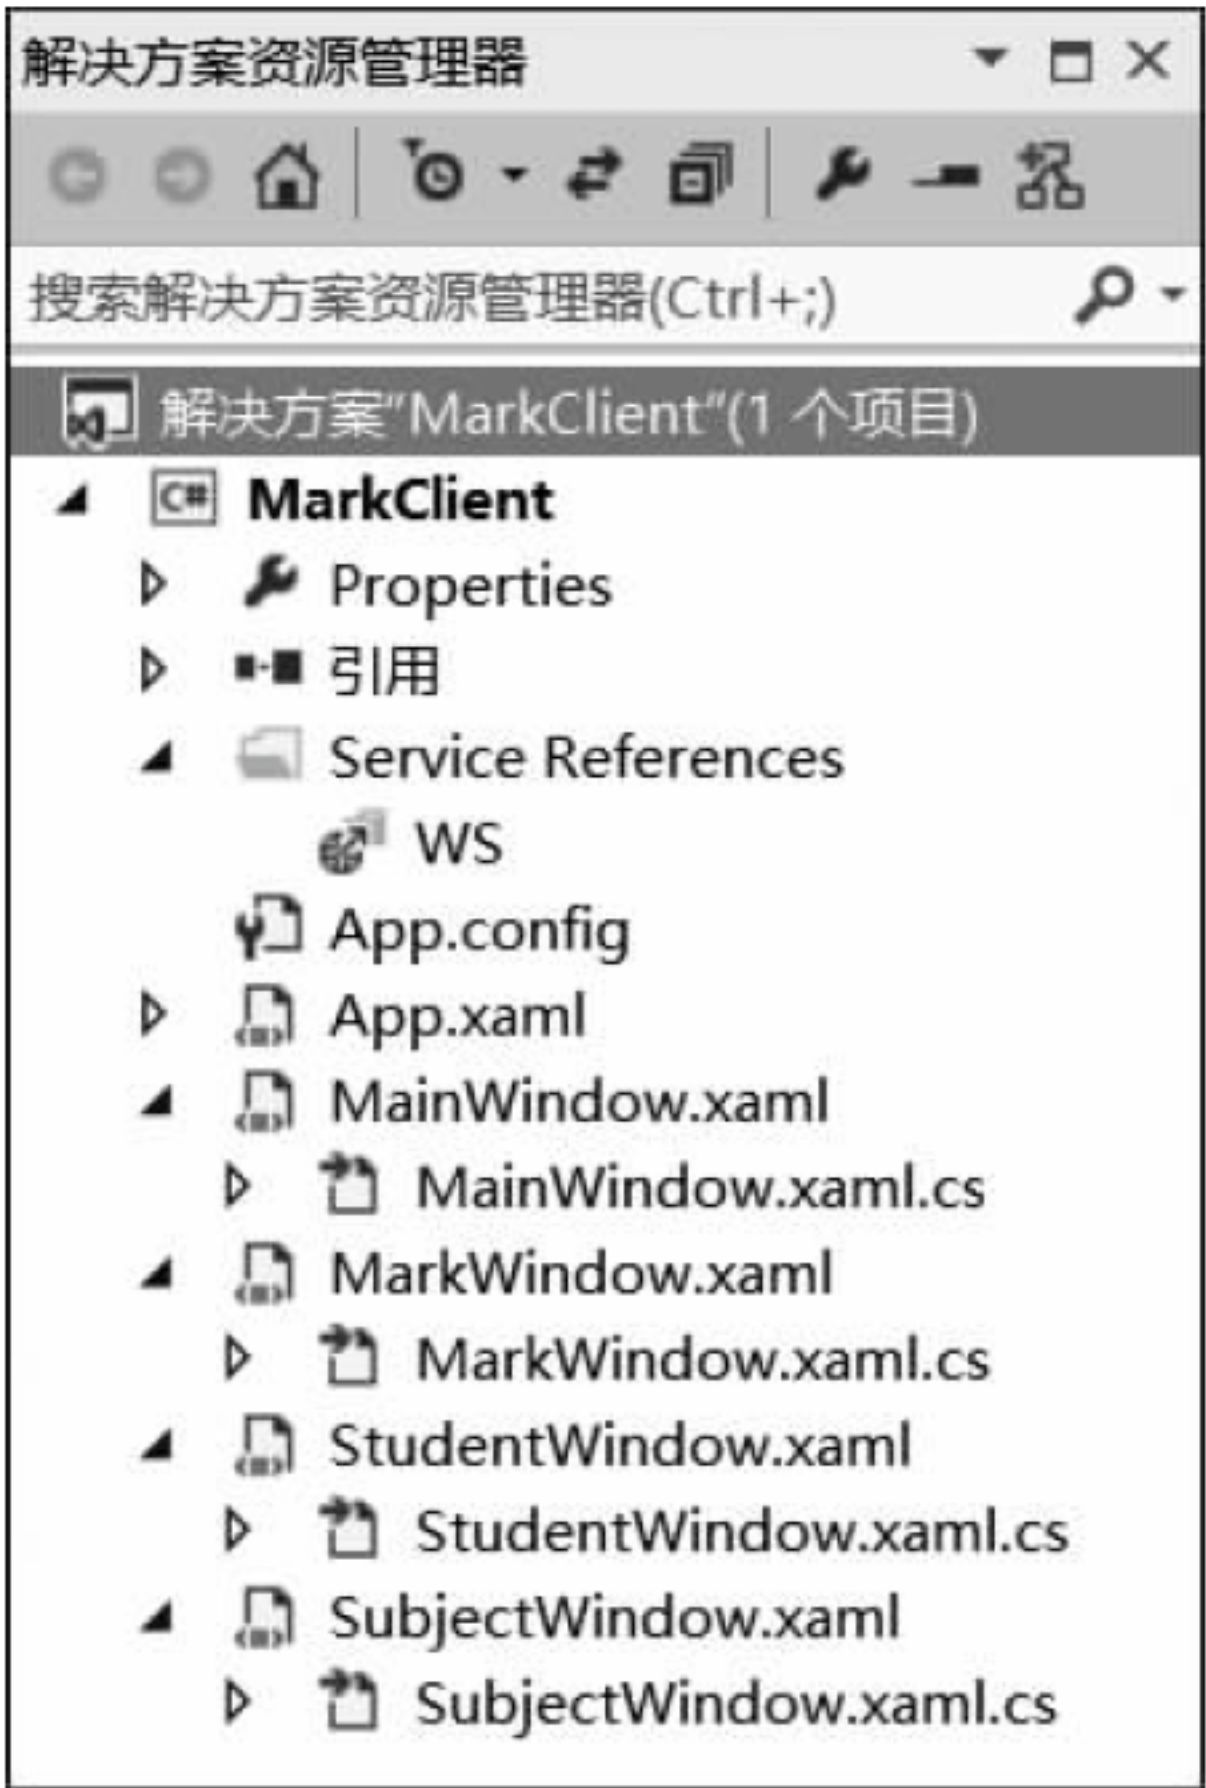 解决方案资源管理器
搜索解决方案资源管理器(Ctrl+;)
解决方案"MarkClient"(1 个项目)
C# MarkClient
Properties
引用
Service References
WS
App.config
App.xaml
MainWindow.xaml
MainWindow.xaml.cs
MarkWindow.xaml
MarkWindow.xaml.cs
StudentWindow.xaml
StudentWindow.xaml.cs
SubjectWindow.xaml
SubjectWindow.xaml.cs